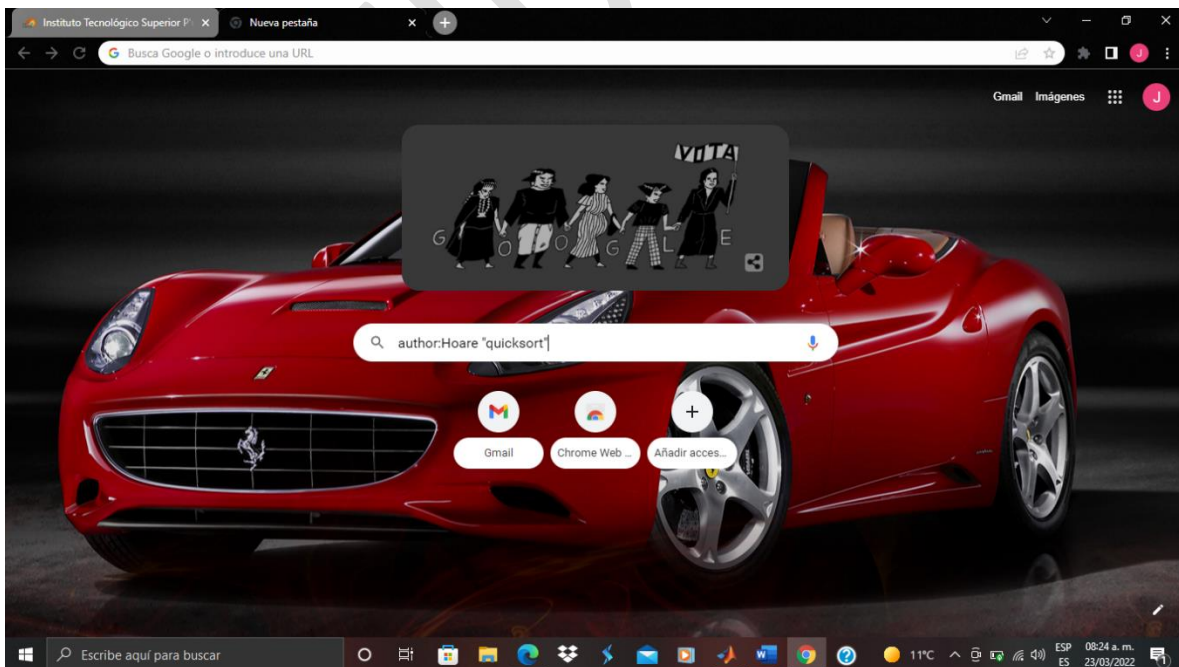 Instituto Tecnológico Superior P
Nueva pestaña
Busca Google o introduce una URL
J
Gmail Imágenes
J
VOTA
G O O G L E
author:Hoare "quicksort"
Gmail
Chrome Web ...
Añadir acces...
Escribe aquí para buscar
11°C
ESP
ES
08:24 a. m.
23/03/2022